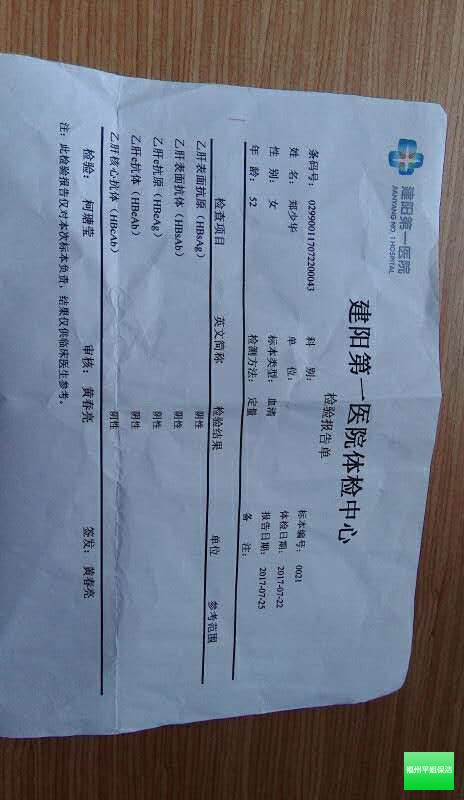 建阳第一医院
JIANYANG NO. 1 HOSPITAL
建阳第一医院体检中心
检验报告单
条码号: 029900117072200043 科 别: 标本编号: 0021
姓 名: 郑少华 单 位: 体检日期: 2017-07-22
性 别: 女 标本类型: 血清 报告日期: 2017-07-25
年 龄: 52 检测方法: 定量 备 注:
检查项目 英文简称 检验结果 单位 参考范围
乙肝表面抗原(HBsAg) 阴性
乙肝表面抗体(HBsAb) 阴性
乙肝e抗原(HBeAg) 阴性
乙肝e抗体(HBeAb) 阴性
乙肝核心抗体(HBcAb) 阴性
检验: 柯瑭莹 审核: 黄春亮 签发: 黄春亮
注: 此检验报告仅对本次标本负责, 结果仅供临床医生参考。
福州平姐保洁